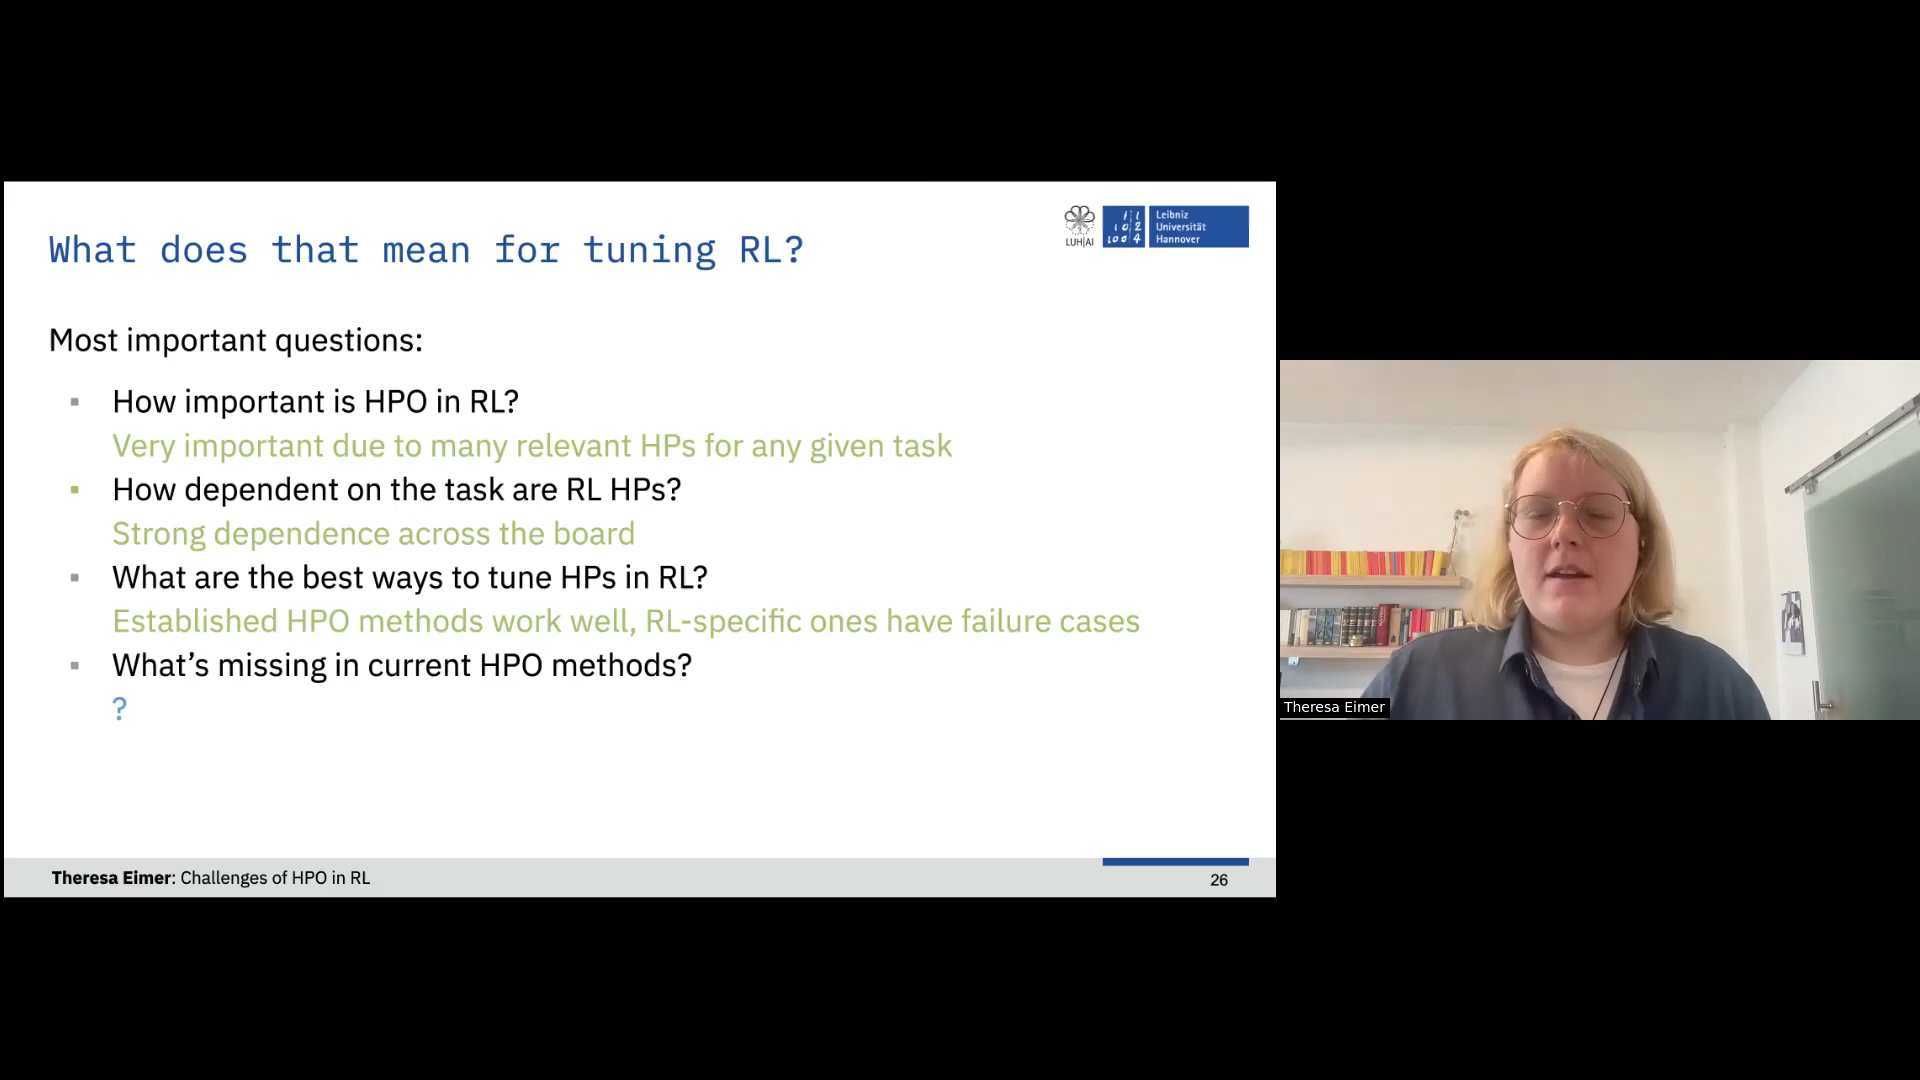 What does that mean for tuning RL?
LUH|AI
Leibniz
Universität
Hannover
Most important questions:
▪ How important is HPO in RL?
Very important due to many relevant HPs for any given task
▪ How dependent on the task are RL HPs?
Strong dependence across the board
▪ What are the best ways to tune HPs in RL?
Established HPO methods work well, RL-specific ones have failure cases
▪ What's missing in current HPO methods?
?
Theresa Eimer: Challenges of HPO in RL
26
Theresa Eimer